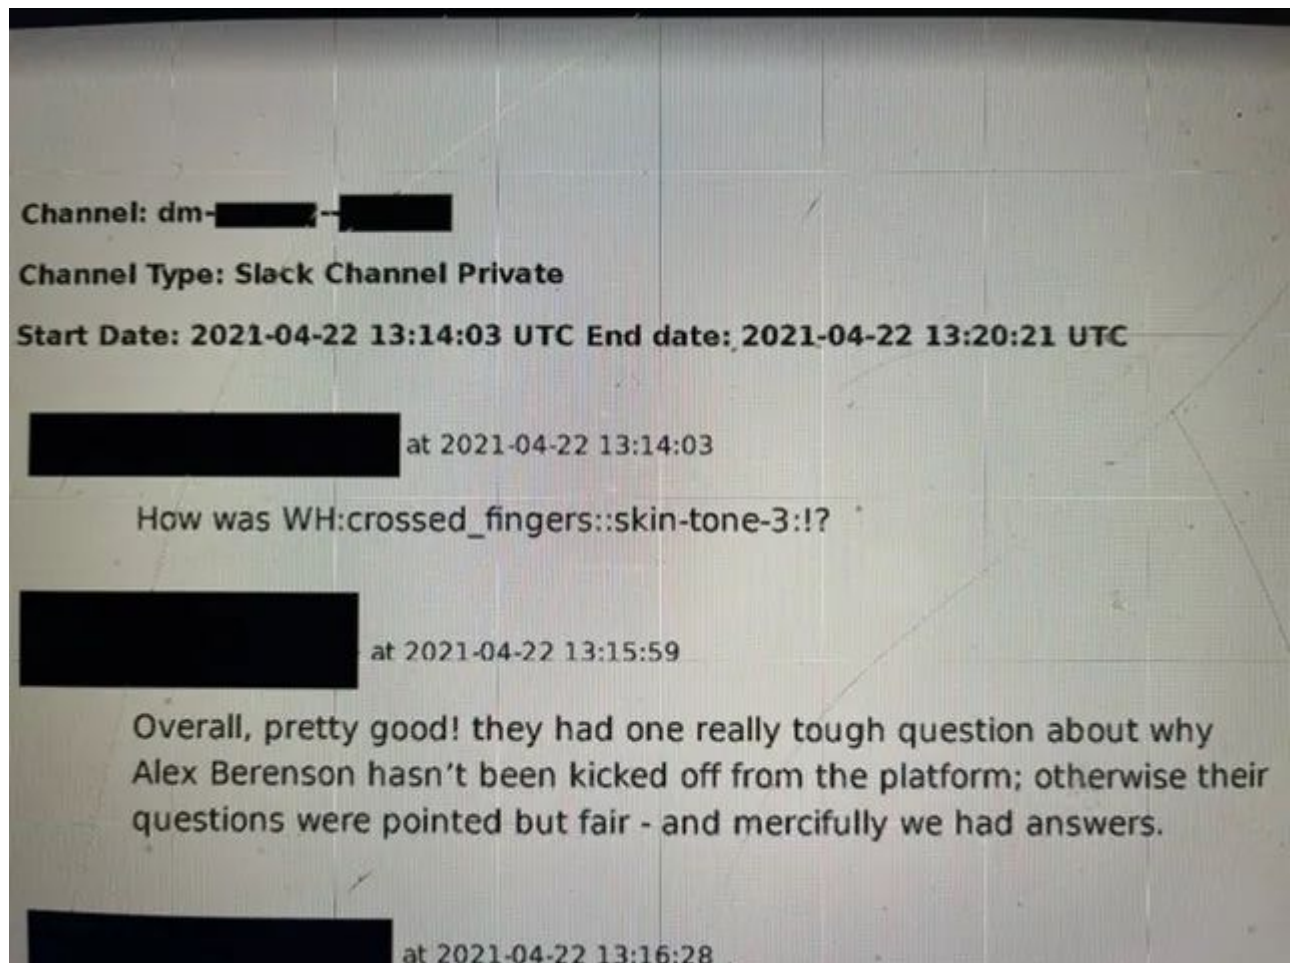 Channel: dm- --
Channel Type: Slack Channel Private
Start Date: 2021-04-22 13:14:03 UTC End date: 2021-04-22 13:20:21 UTC
at 2021-04-22 13:14:03
How was WH:crossed_fingers::skin-tone-3:!?
at 2021-04-22 13:15:59
Overall, pretty good! they had one really tough question about why
Alex Berenson hasn't been kicked off from the platform; otherwise their
questions were pointed but fair - and mercifully we had answers.
at 2021-04-22 13:16:28